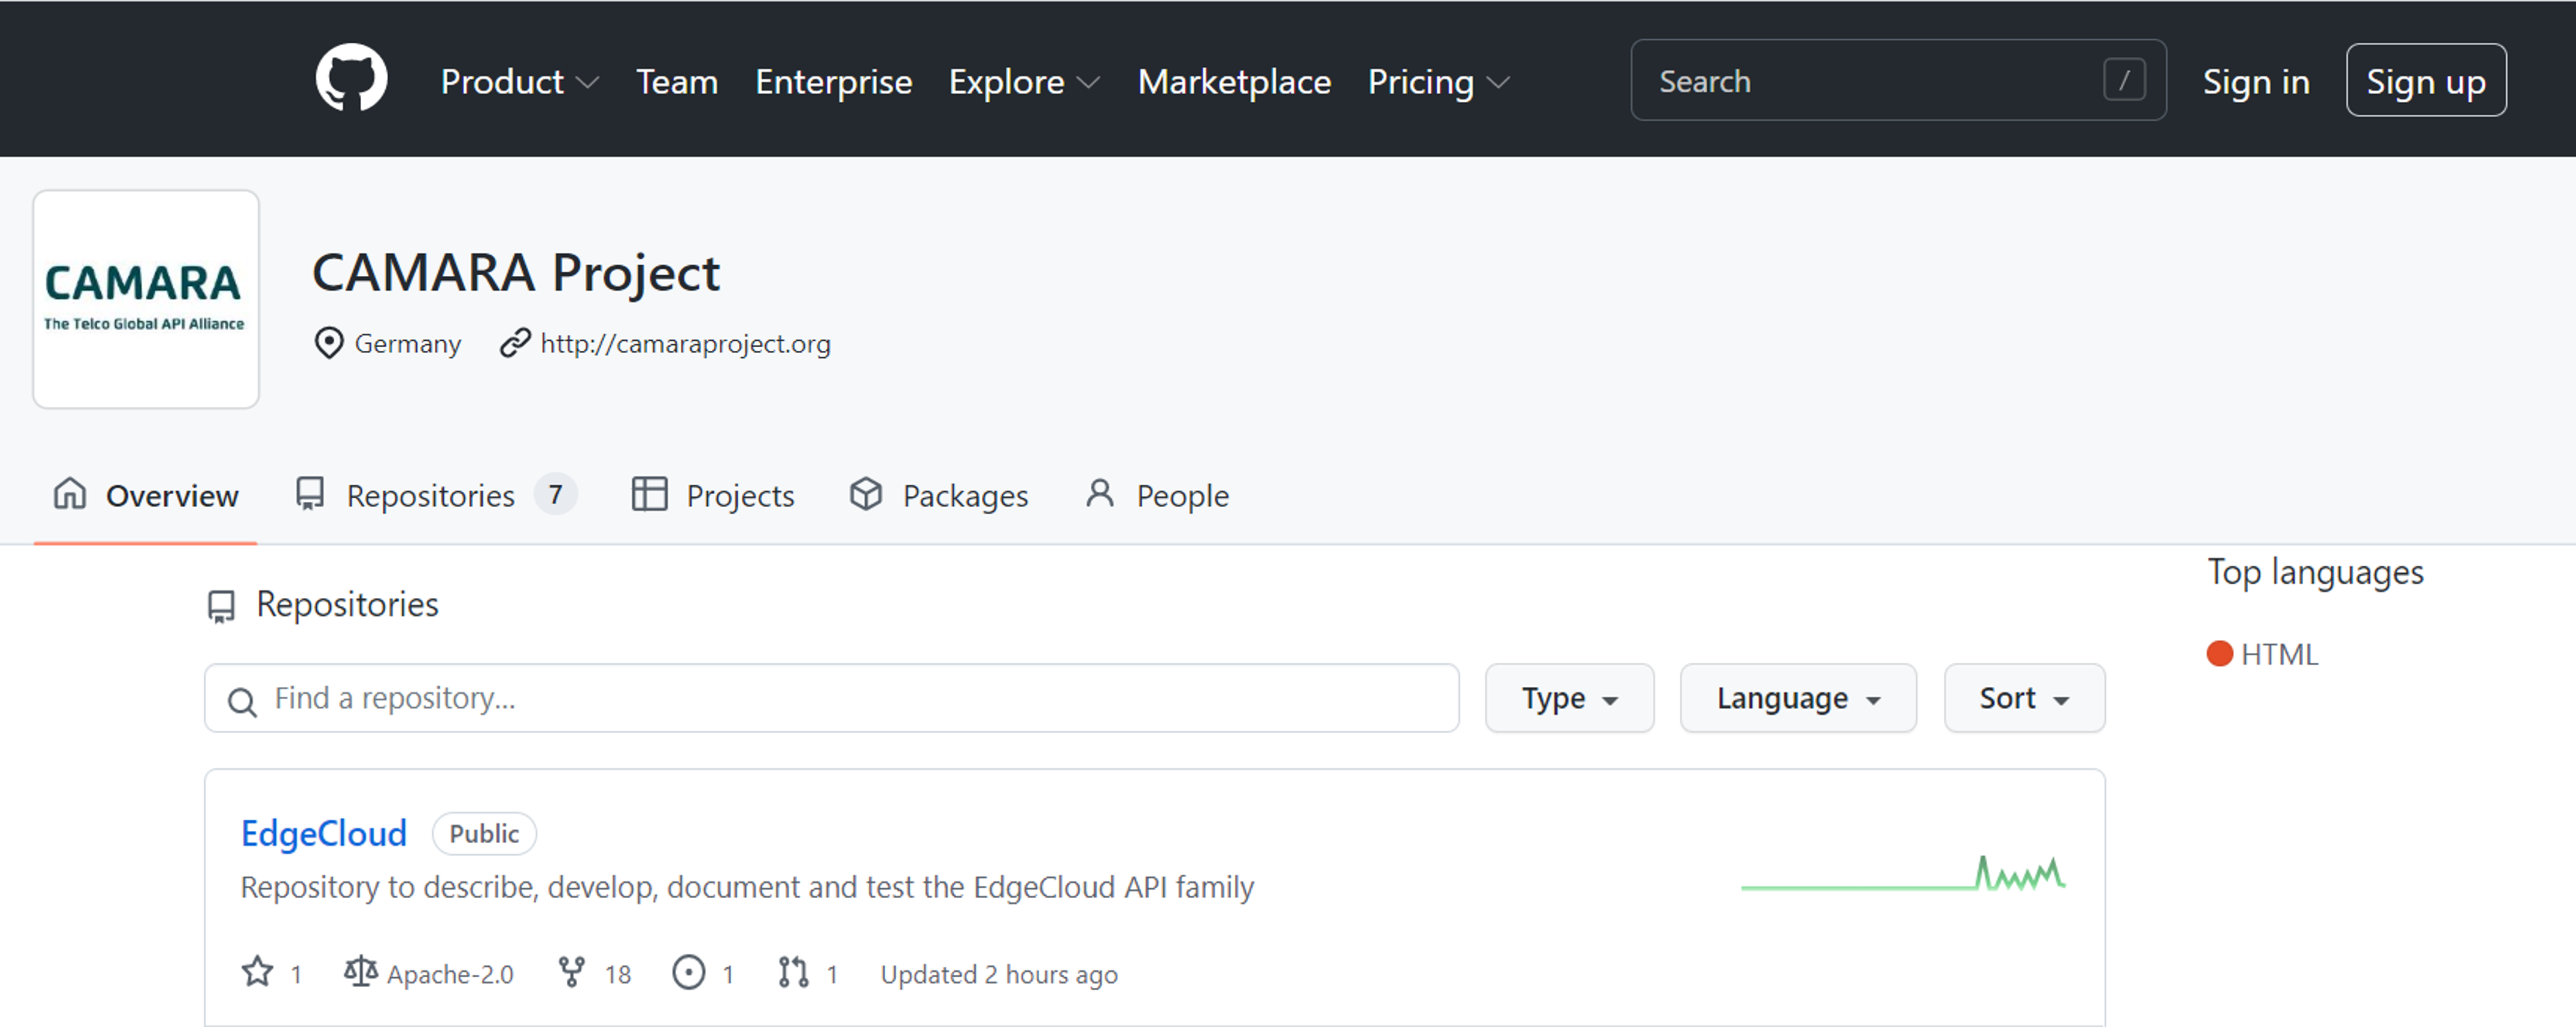 Product Team Enterprise Explore Marketplace Pricing Search / Sign in Sign up
CAMARA
The Telco Global API Alliance
CAMARA Project
Germany http://camaraproject.org
Overview Repositories 7 Projects Packages People
Repositories
Find a repository...
Type Language Sort
EdgeCloud Public
Repository to describe, develop, document and test the EdgeCloud API family
1 Apache-2.0 18 1 1 Updated 2 hours ago
Top languages
HTML